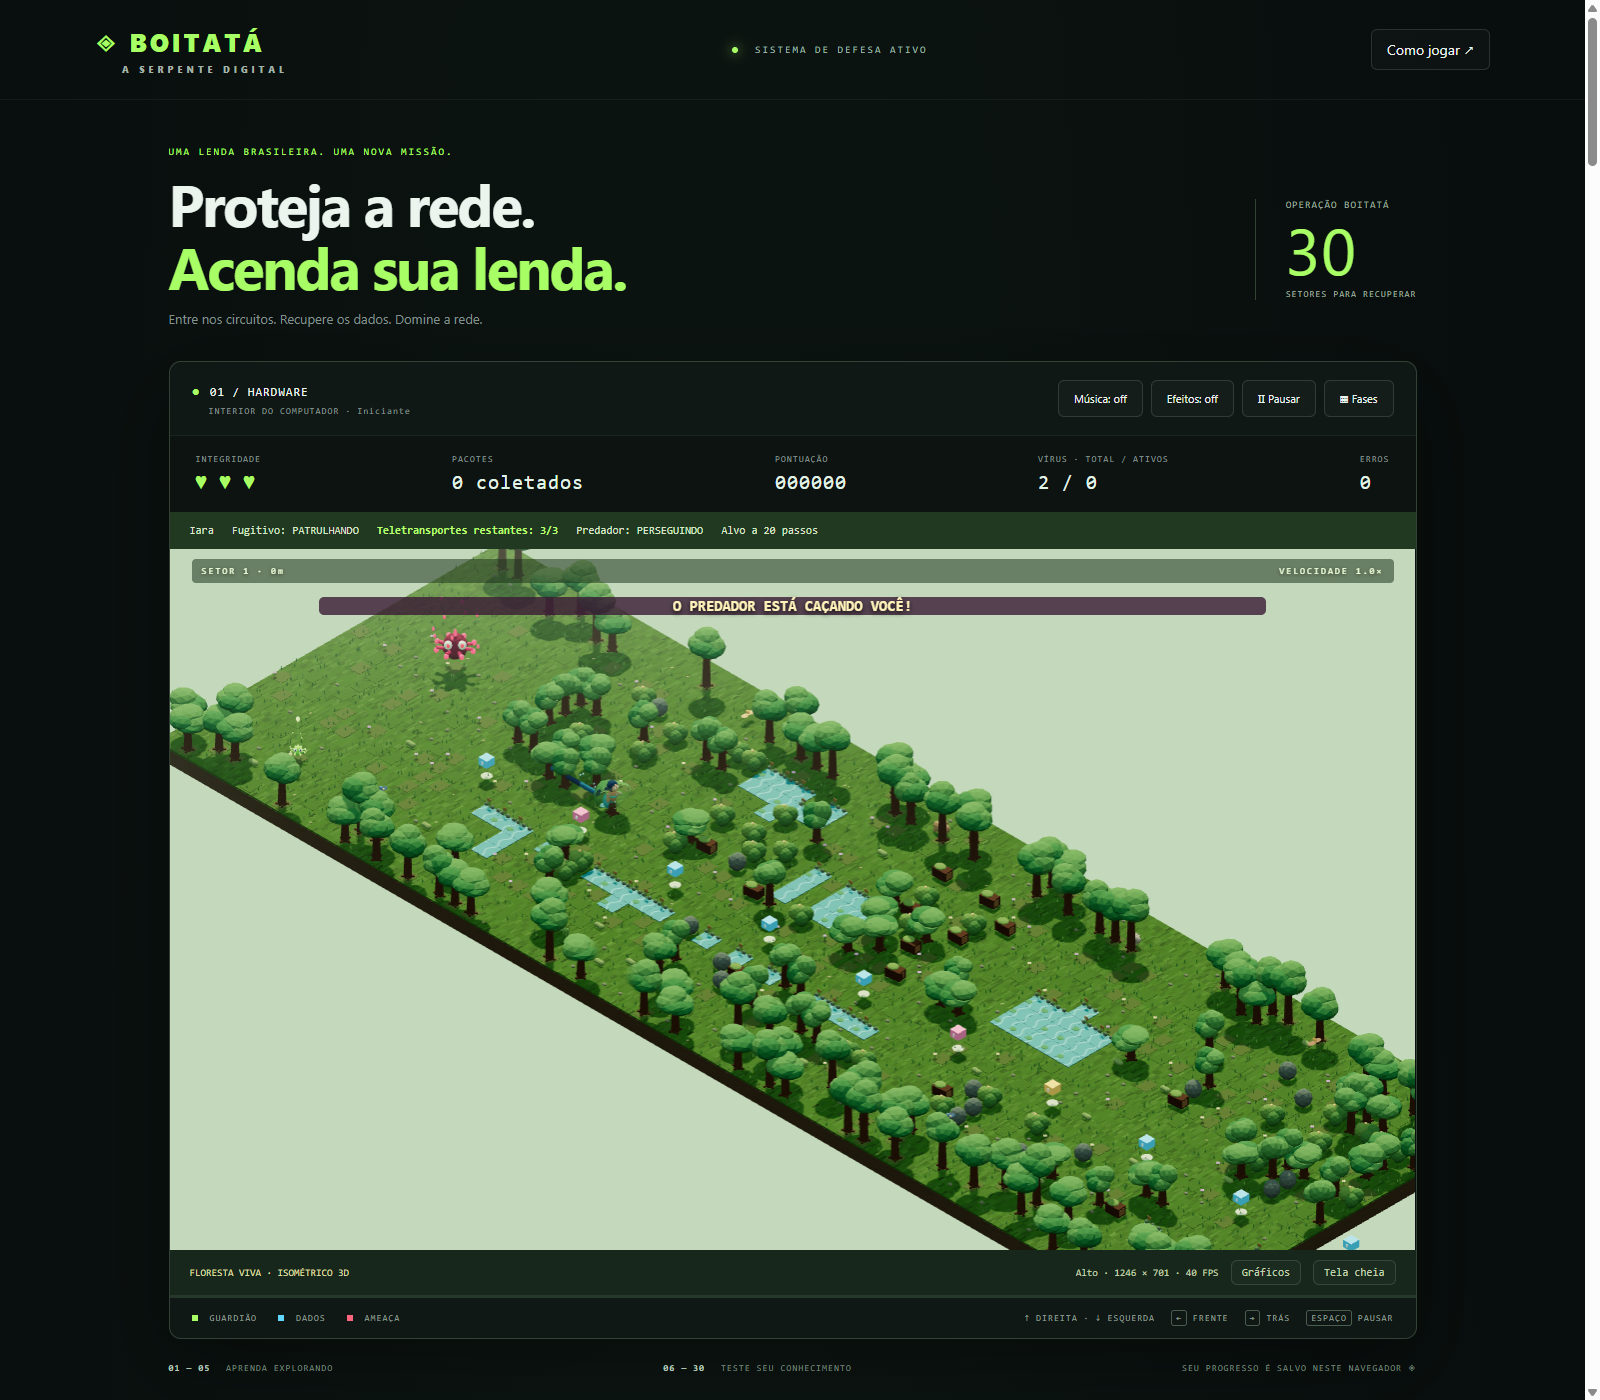 BOITATÁ
A SERPENTE DIGITAL
SISTEMA DE DEFESA ATIVO
Como jogar ↗
UMA LENDA BRASILEIRA. UMA NOVA MISSÃO.
Proteja a rede.
Acenda sua lenda.
Entre nos circuitos. Recupere os dados. Domine a rede.
OPERAÇÃO BOITATÁ
30
SETORES PARA RECUPERAR
01 / HARDWARE
INTERIOR DO COMPUTADOR · Iniciante
Música: off
Efeitos: off
II Pausar
▦ Fases
INTEGRIDADE
♥ ♥ ♥
PACOTES
0 coletados
PONTUAÇÃO
000000
VÍRUS · TOTAL / ATIVOS
2 / 0
ERROS
0
Iara Fugitivo: PATRULHANDO Teletransportes restantes: 3/3 Predador: PERSEGUINDO Alvo a 20 passos
SETOR 1 · 0m
VELOCIDADE 1.0×
O PREDADOR ESTÁ CAÇANDO VOCÊ!
FLORESTA VIVA · ISOMÉTRICO 3D
Alto · 1246 × 701 · 40 FPS
Gráficos
Tela cheia
GUARDIÃO DADOS AMEAÇA
↑ DIREITA · ↓ ESQUERDA ← FRENTE → TRÁS ESPAÇO PAUSAR
01 — 05 APRENDA EXPLORANDO
06 — 30 TESTE SEU CONHECIMENTO
SEU PROGRESSO É SALVO NESTE NAVEGADOR ◈